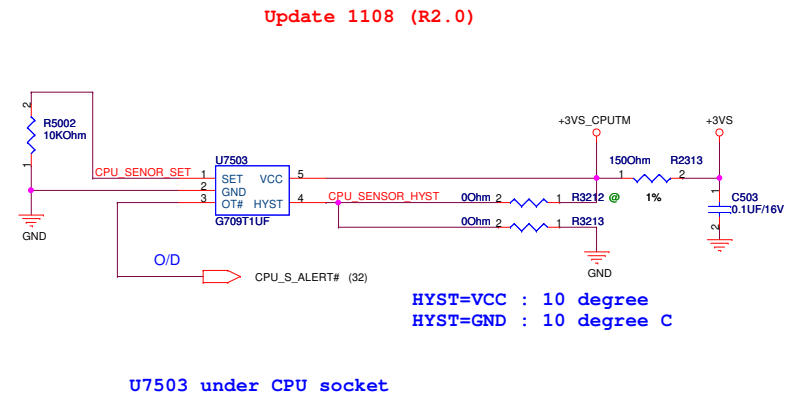 Update 1108 (R2.0)
+3VS_CPUTM
+3VS
2
R5002
10KOhm
1
U7503
150Ohm R2313
1 2
1%
CPU_SENOR_SET 1 SET VCC 5
2 GND
3 OT# HYST 4
G709T1UF
CPU_SENSOR_HYST
0Ohm 2 1 R3212 @
0Ohm 2 1 R3213
1
C503
0.1UF/16V
2
GND
O/D
CPU_S_ALERT# (32)
GND
HYST=VCC : 10 degree
HYST=GND : 10 degree C
U7503 under CPU socket